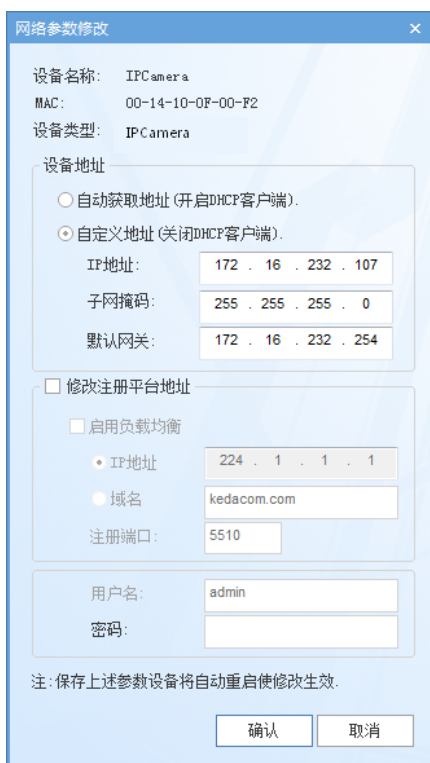 网络参数修改
设备名称: IPCamera
MAC: 00-14-10-0F-00-F2
设备类型: IPCamera
设备地址
自动获取地址(开启DHCP客户端).
自定义地址(关闭DHCP客户端).
IP地址: 172 . 16 . 232 . 107
子网掩码: 255 . 255 . 255 . 0
默认网关: 172 . 16 . 232 . 254
修改注册平台地址
启用负载均衡
IP地址 224 . 1 . 1 . 1
域名 kedacom.com
注册端口: 5510
用户名: admin
密码:
注:保存上述参数设备将自动重启使修改生效.
确认 取消